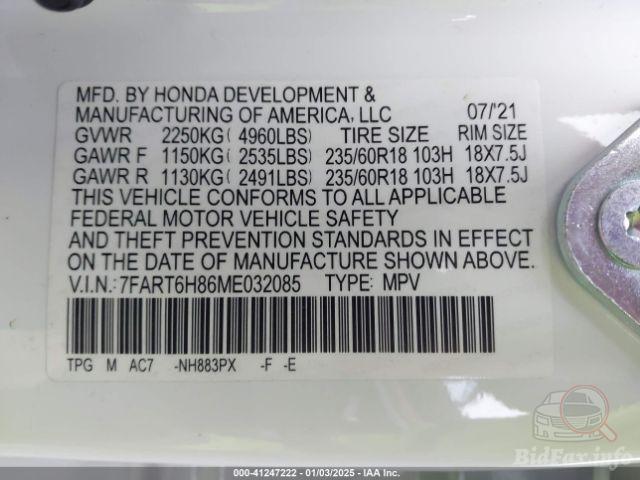 MFD. BY HONDA DEVELOPMENT &
MANUFACTURING OF AMERICA, LLC 07/'21
GVWR 2250KG( 4960LBS) TIRE SIZE RIM SIZE
GAWR F 1150KG( 2535LBS) 235/60R18 103H 18X7.5J
GAWR R 1130KG( 2491LBS) 235/60R18 103H 18X7.5J
THIS VEHICLE CONFORMS TO ALL APPLICABLE
FEDERAL MOTOR VEHICLE SAFETY
AND THEFT PREVENTION STANDARDS IN EFFECT
ON THE DATE OF MANUFACTURE SHOWN ABOVE.
V.I.N.:7FART6H86ME032085 TYPE: MPV
TPG M AC7 -NH883PX -F -E
BidFax.info
000-41247222 - 01/03/2025 - IAA Inc.